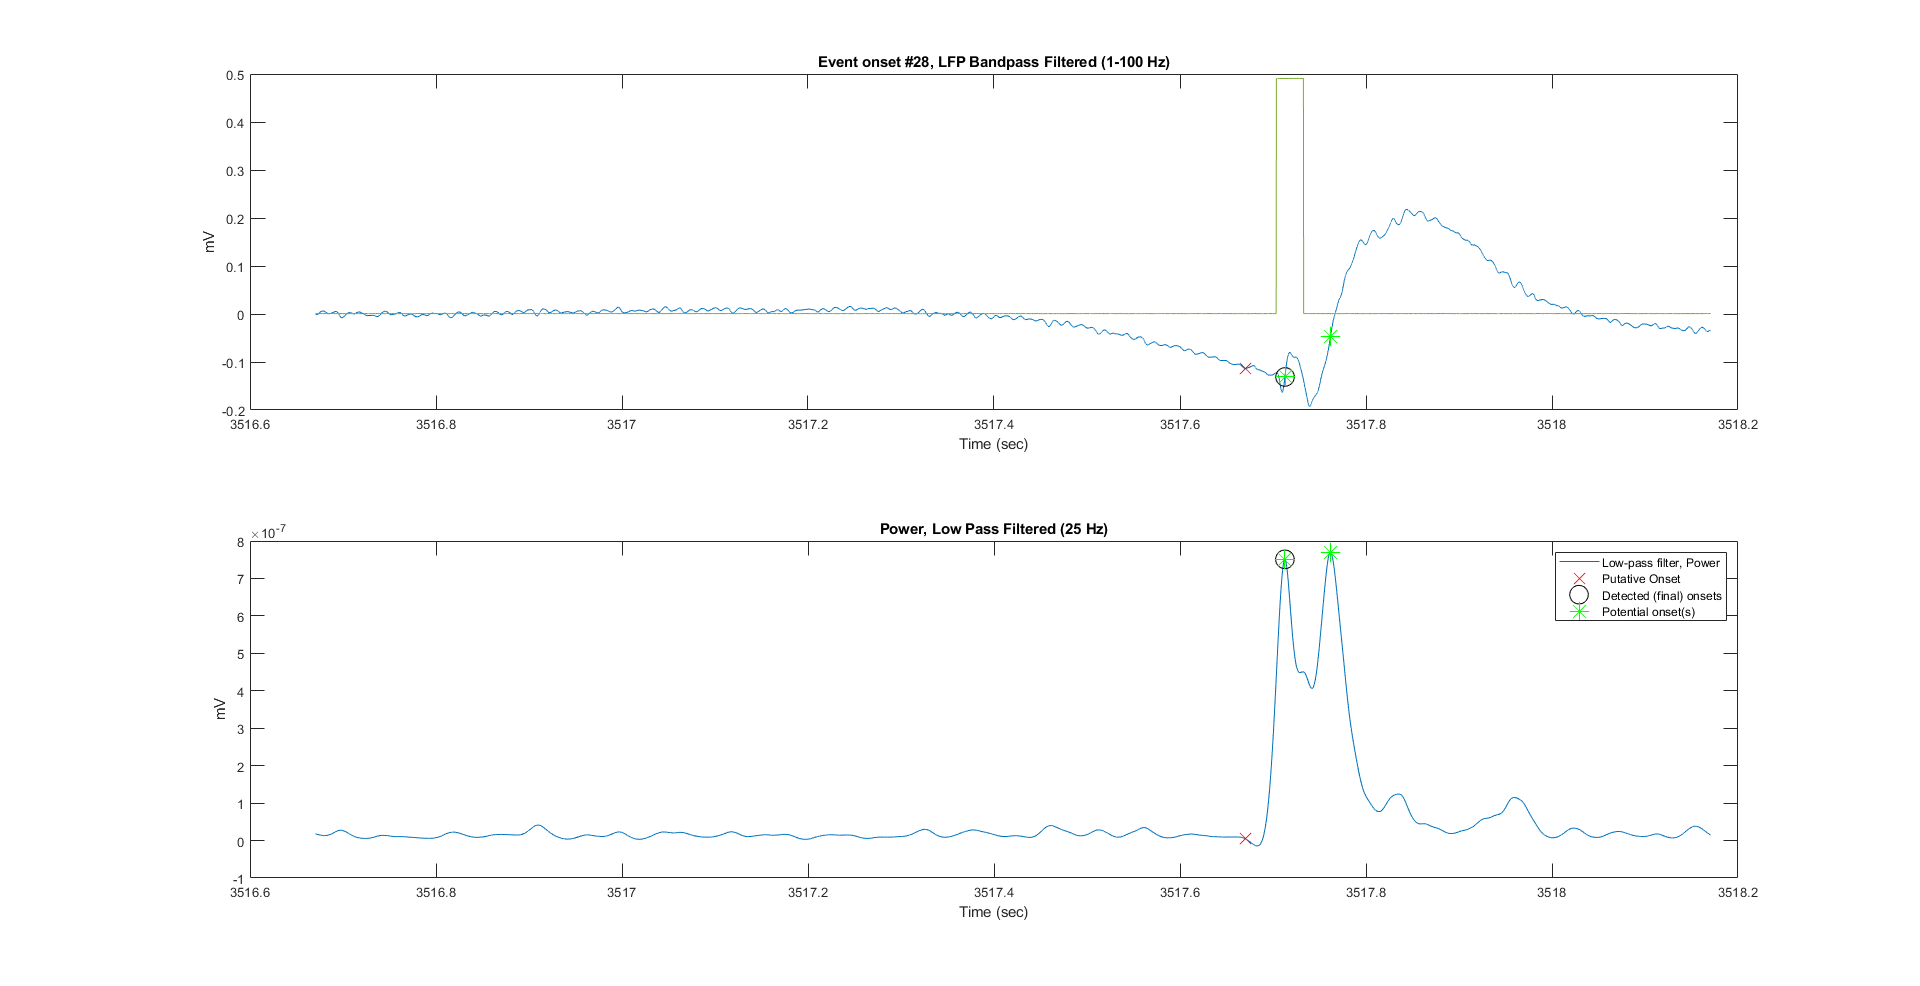 Event onset #28, LFP Bandpass Filtered (1-100 Hz)
0.5
0.4
0.3
0.2
0.1
0
-0.1
-0.2
mV
3516.6 3516.8 3517 3517.2 3517.4 3517.6 3517.8 3518 3518.2
Time (sec)
Power, Low Pass Filtered (25 Hz)
×10-7
8
7
6
5
4
3
2
1
0
-1
mV
Low-pass filter, Power
Putative Onset
Detected (final) onsets
Potential onset(s)
3516.6 3516.8 3517 3517.2 3517.4 3517.6 3517.8 3518 3518.2
Time (sec)